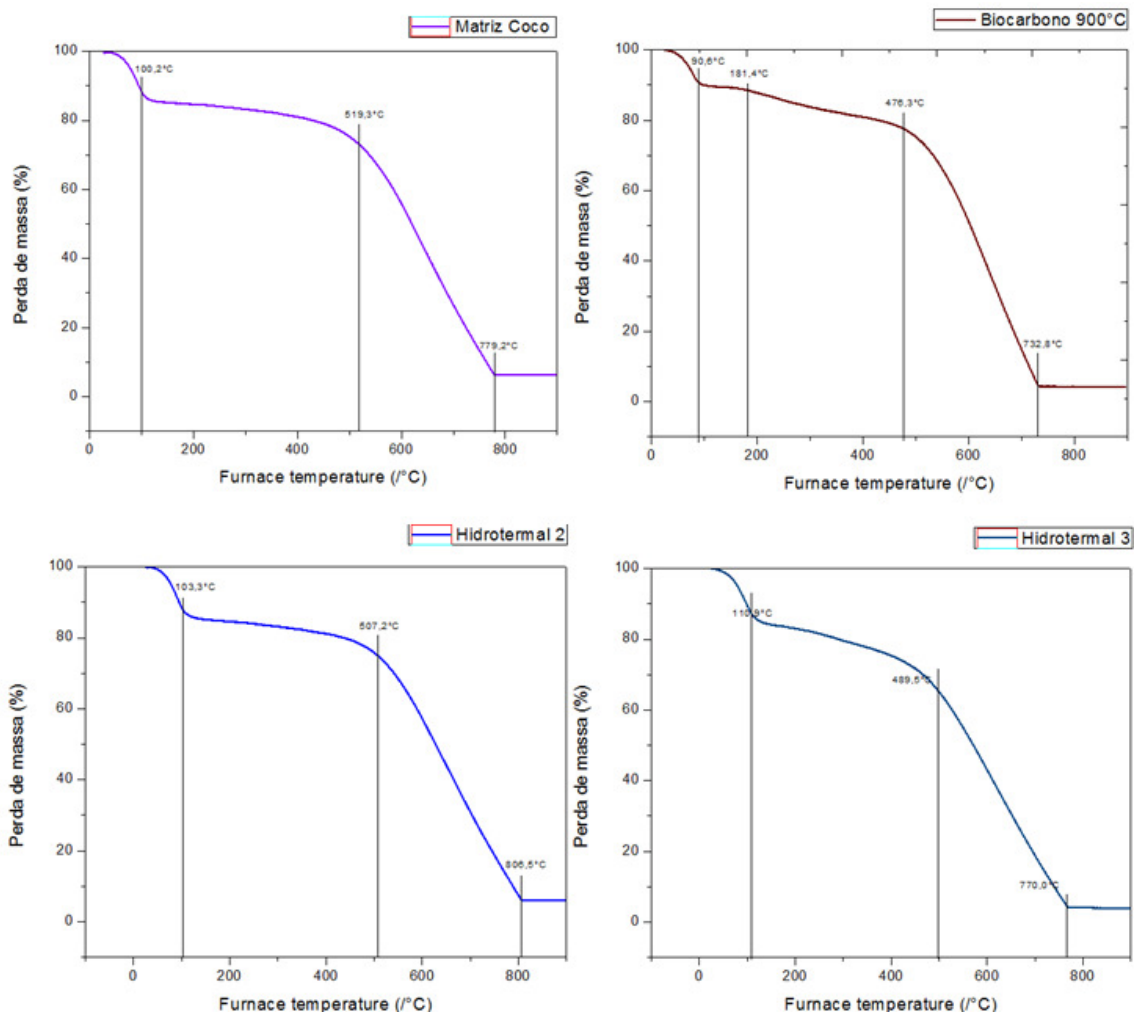 Matriz Coco
100
80
60
40
20
0
100,2°C
519,3°C
779,2°C
0 200 400 600 800
Perda de massa (%)
Furnace temperature (/°C)
Biocarbono 900°C
100
80
60
40
20
0
90,6°C
181,4°C
476,3°C
732,8°C
0 200 400 600 800
Perda de masa (%)
Furnace temperature (/°C)
Hidrotermal 2
100
80
60
40
20
0
103,3°C
507,2°C
806,5°C
0 200 400 600 800
Perda de massa (%)
Furnace temperature (/°C)
Hidrotermal 3
100
80
60
40
20
0
110,9°C
489,5°C
770,0°C
0 200 400 600 800
Perda de massa (%)
Furnace temperature (/°C)